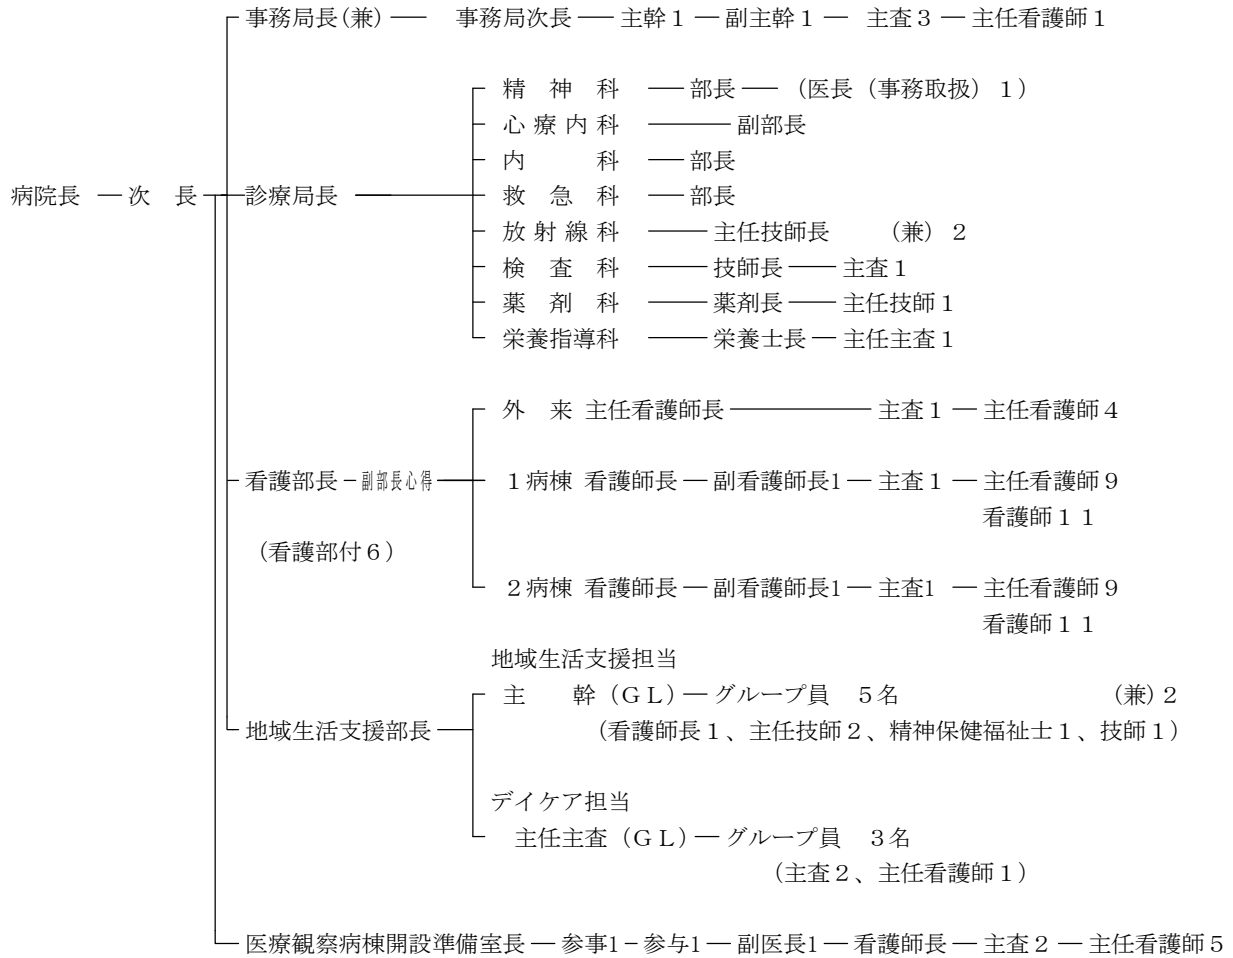 事務局長(兼) ― 事務局次長 ― 主幹１ ― 副主幹１ ― 主査３ ― 主任看護師１
精　神　科 ― 部長 ― （医長（事務取扱）１）
心療内科 ― 副部長
内　　　科 ― 部長
病院長 ― 次　長 ― 診療局長 ― 救　急　科 ― 部長
放射線科 ― 主任技師長　（兼）２
検　査　科 ― 技師長 ― 主査１
薬　剤　科 ― 薬剤長 ― 主任技師１
栄養指導科 ― 栄養士長 ― 主任主査１
外　来 主任看護師長 ― 主査１ ― 主任看護師４
看護部長－副部長心得 ― １病棟 看護師長 ― 副看護師長1 ― 主査１ ― 主任看護師９
看護師１１
（看護部付６）
２病棟 看護師長 ― 副看護師長1 ― 主査1 ― 主任看護師９
看護師１１
地域生活支援担当
主　　幹（ＧＬ）― グループ員　５名　（兼）２
地域生活支援部長 ― （看護師長１、主任技師２、精神保健福祉士１、技師１）
デイケア担当
主任主査（ＧＬ）― グループ員　３名
（主査２、主任看護師１）
医療観察病棟開設準備室長 ― 参事1－参与1 ― 副医長1 ― 看護師長 ― 主査２ ― 主任看護師５